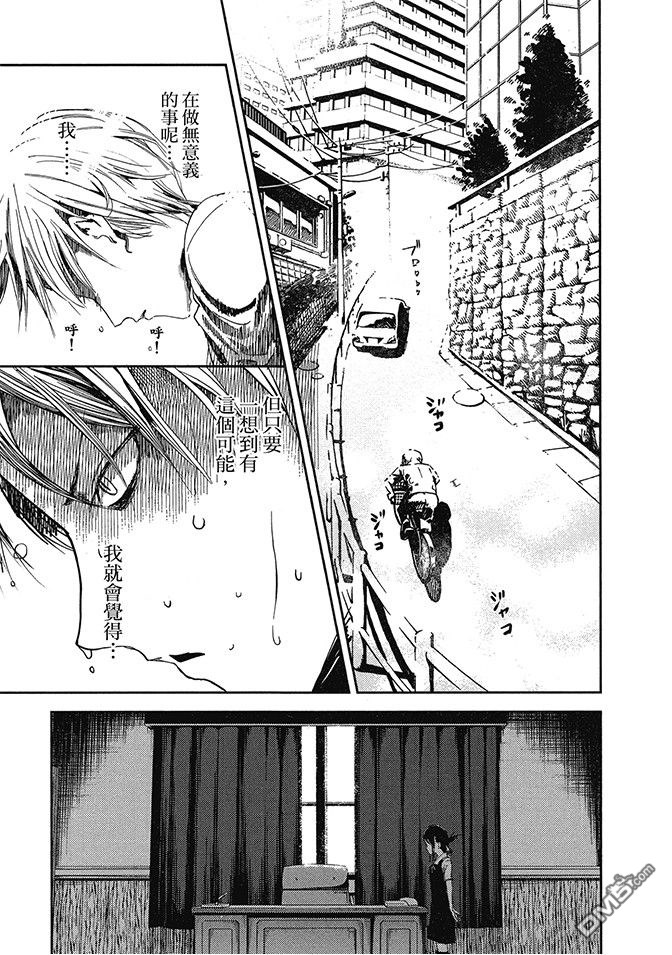 ブロロロ…
ジャコ
ジャコ
ジャコ
在做無意義
的事呢…
我……
呼!
呼!
但只要
一想到有
這個可能，
我就會覺得…
DM5.com